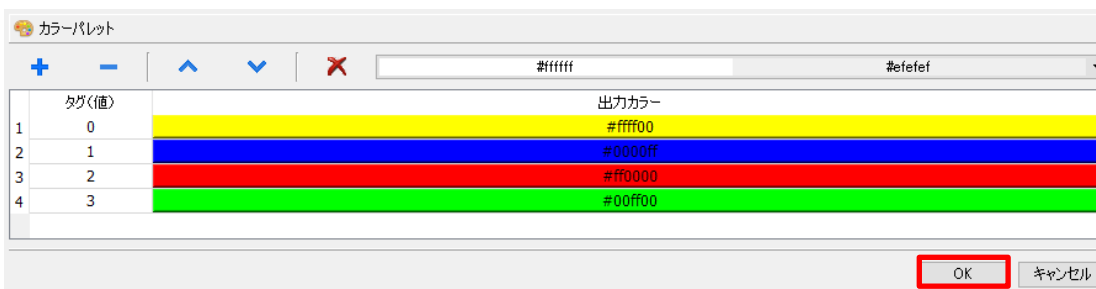 カラーパレット
#ffffff #efefef
タグ(値) 出力カラー
1 0 #ffff00
2 1 #0000ff
3 2 #ff0000
4 3 #00ff00
OK キャンセル